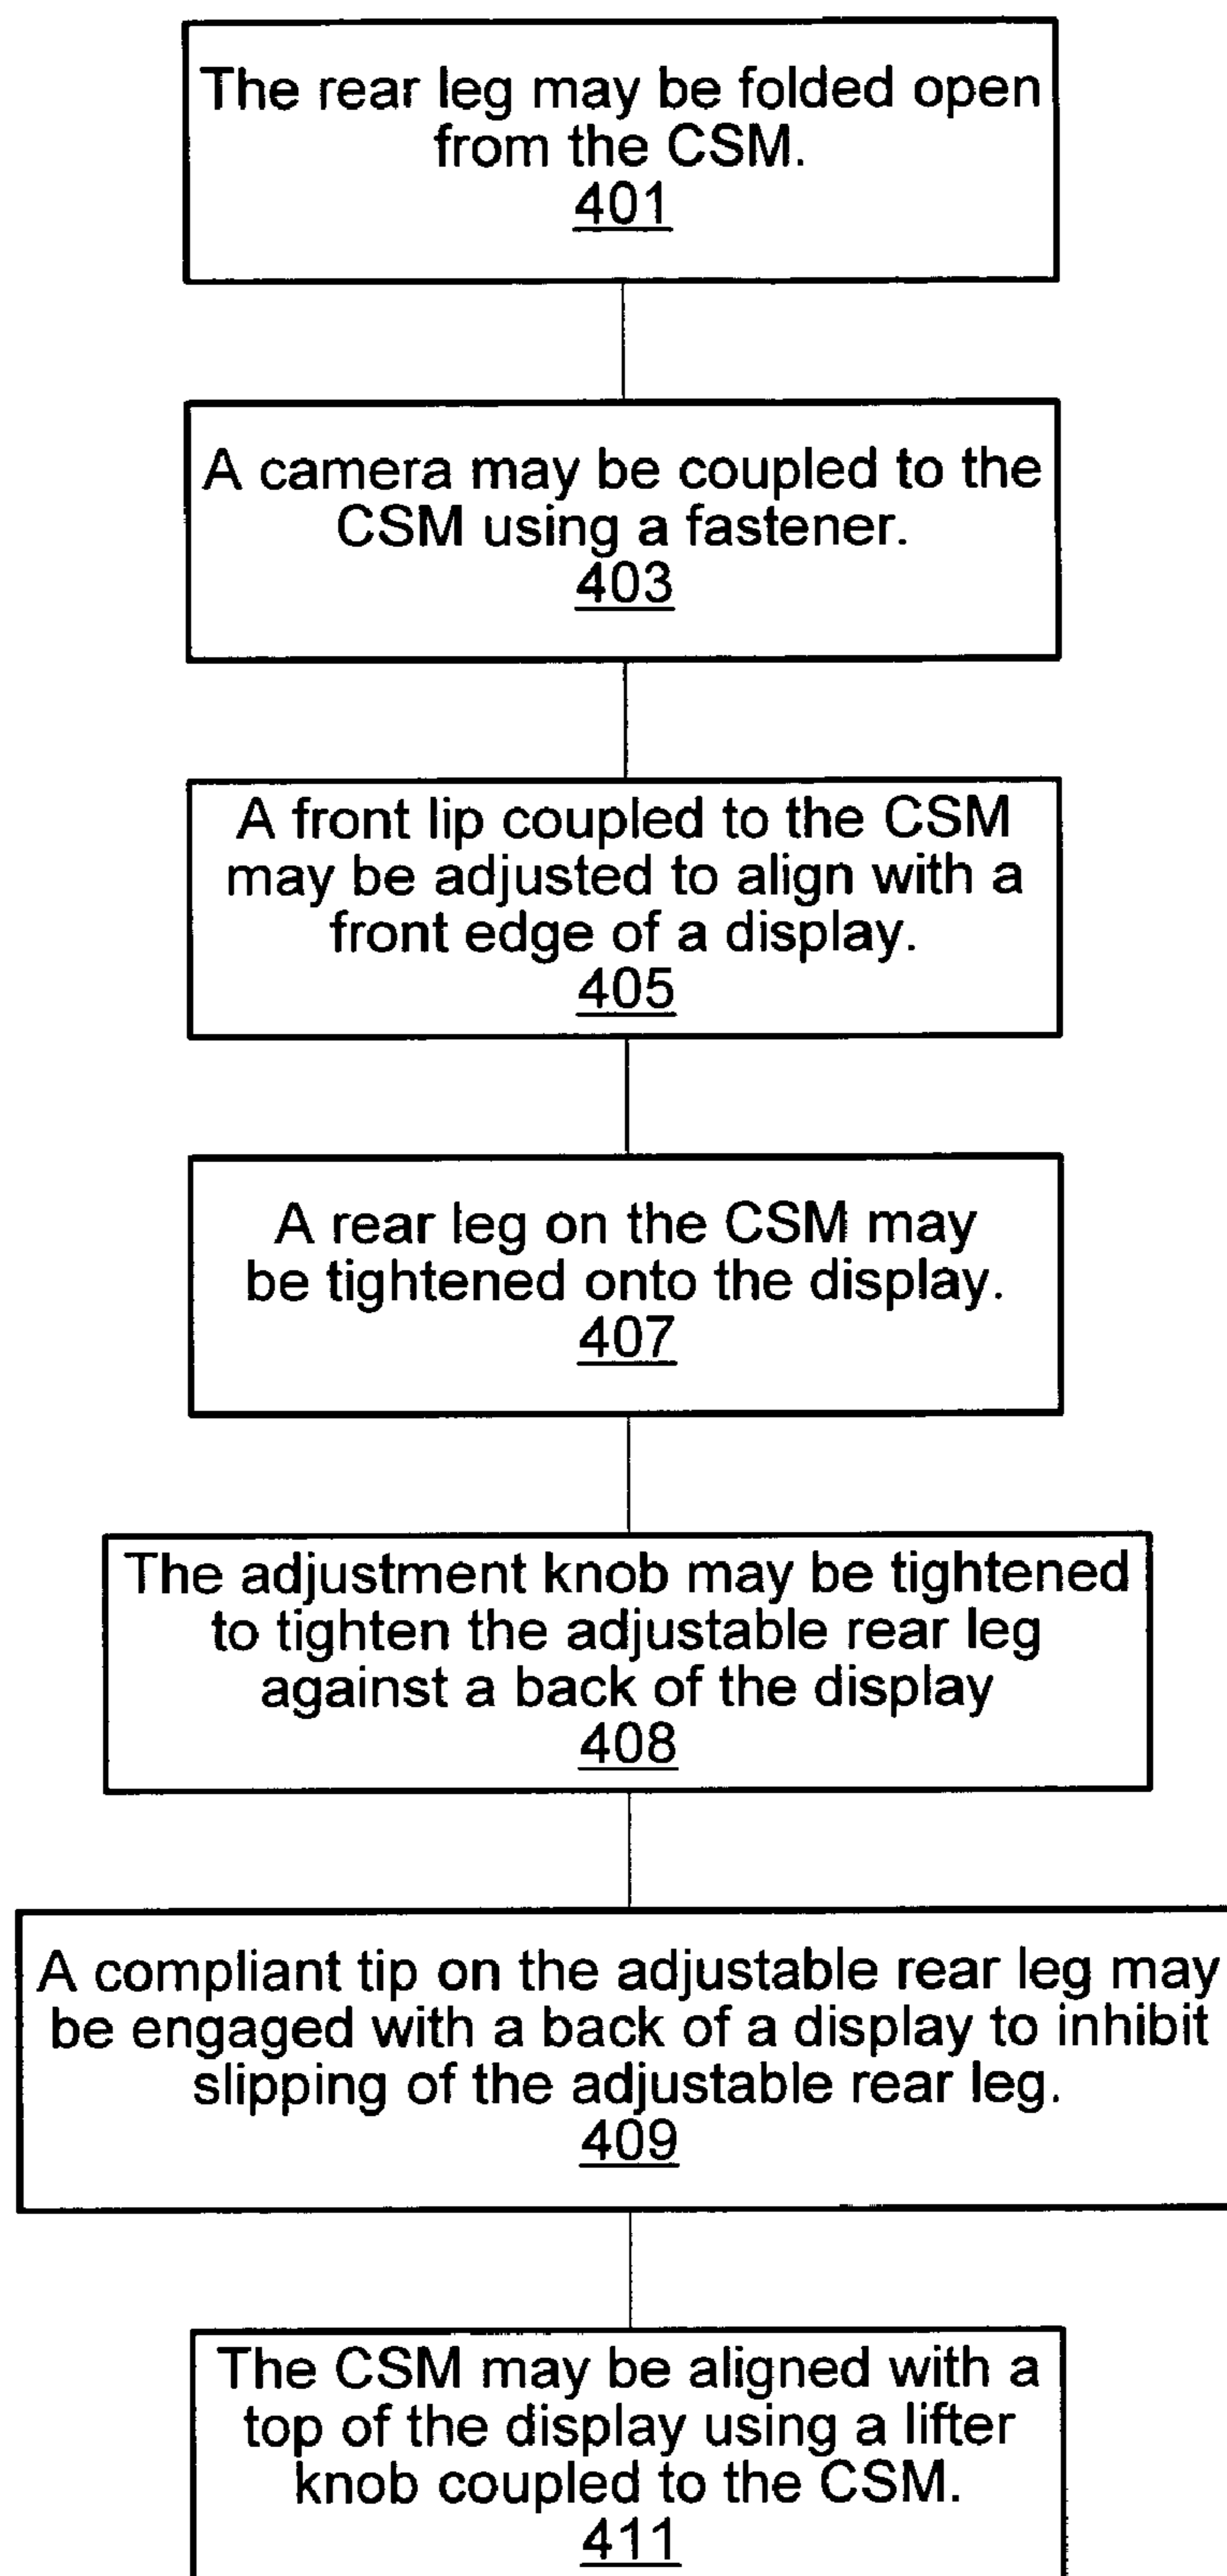 The rear leg may be folded open
from the CSM.
401
A camera may be coupled to the
CSM using a fastener.
403
A front lip coupled to the CSM
may be adjusted to align with a
front edge of a display.
405
A rear leg on the CSM may
be tightened onto the display.
407
The adjustment knob may be tightened
to tighten the adjustable rear leg
against a back of the display
408
A compliant tip on the adjustable rear leg may
be engaged with a back of a display to inhibit
slipping of the adjustable rear leg.
409
The CSM may be aligned with a
top of the display using a lifter
knob coupled to the CSM.
411